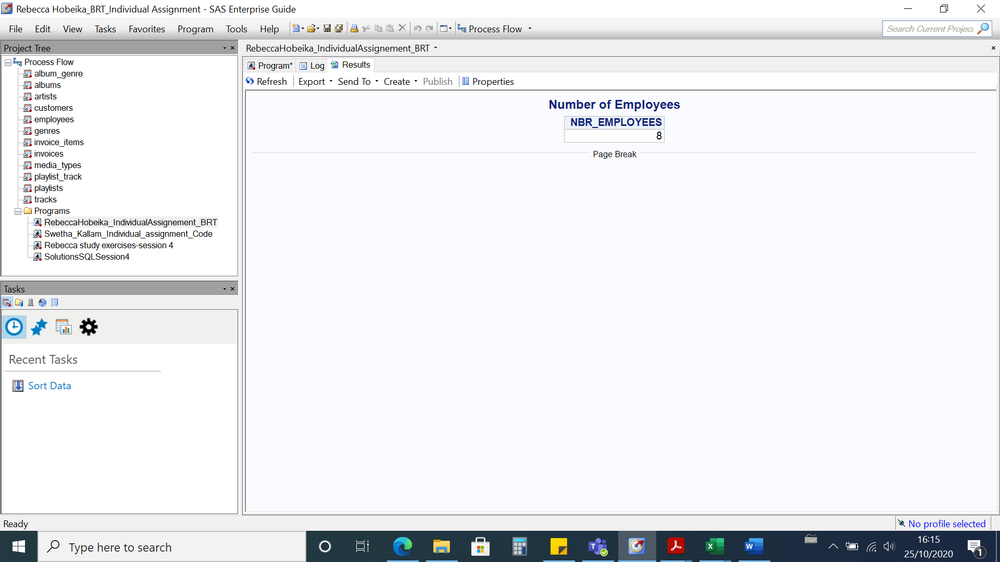 Rebecca Hobeika_BRT_Individual Assignment - SAS Enterprise Guide
File Edit View Tasks Favorites Program Tools Help Process Flow Search Current Project
Project Tree
Process Flow
album_genre
albums
artists
customers
employees
genres
invoice_items
invoices
media_types
playlist_track
playlists
tracks
Programs
RebeccaHobeika_IndividualAssignement_BRT
Swetha_Kallam_Individual_assignment_Code
Rebecca study exercises-session 4
SolutionsSQLSession4
Tasks
Recent Tasks
Sort Data
RebeccaHobeika_IndividualAssignement_BRT
Program* Log Results
Refresh Export Send To Create Publish Properties
Number of Employees
NBR_EMPLOYEES
8
Page Break
Ready
No profile selected
Type here to search
16:15
25/10/2020
1